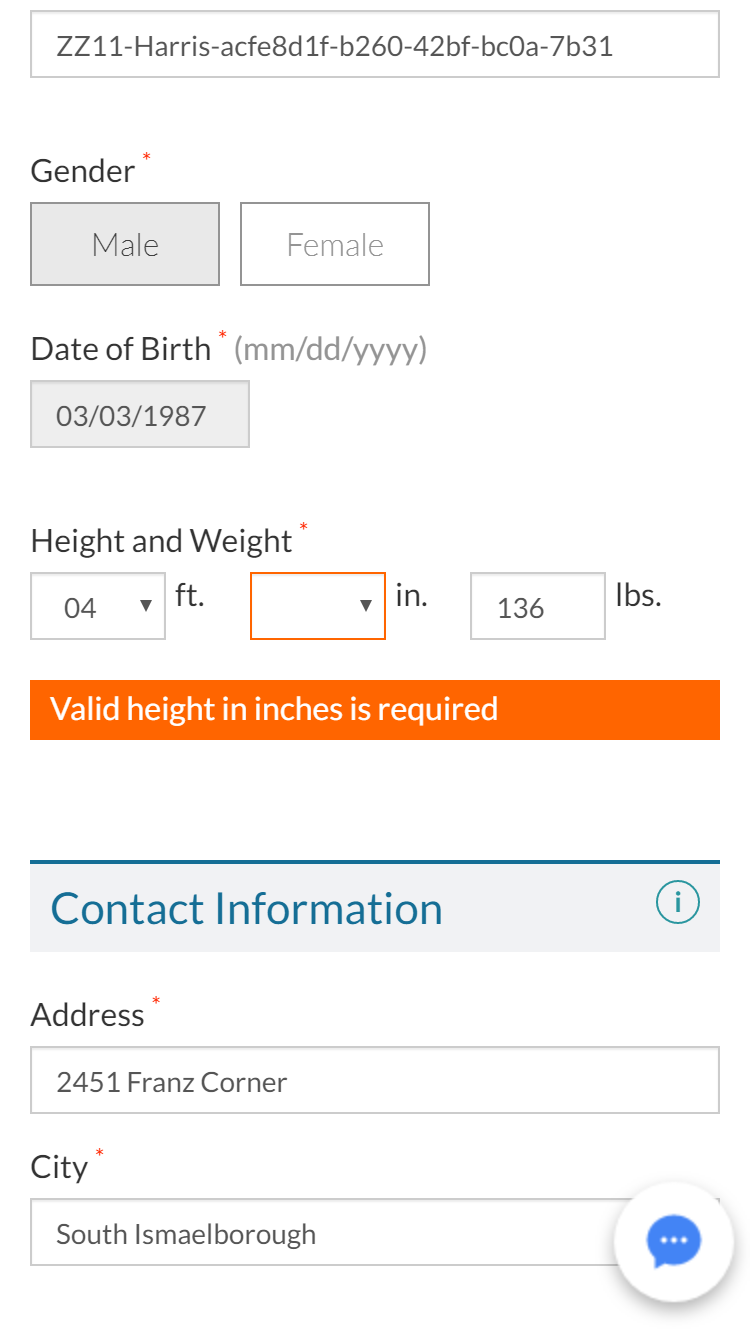 ZZ11-Harris-acfe8d1f-b260-42bf-bc0a-7b31
Gender *
Male Female
Date of Birth * (mm/dd/yyyy)
03/03/1987
Height and Weight *
04 ft. in. 136 lbs.
Valid height in inches is required
Contact Information i
Address *
2451 Franz Corner
City *
South Ismaelborough